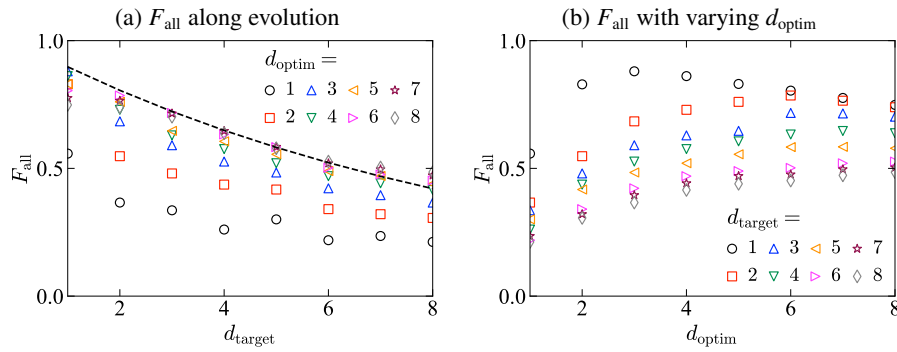 (a) F_all along evolution
1.0
0.5
0.0
F_all
d_optim =
1 3 5 7
2 4 6 8
2 4 6 8
d_target
(b) F_all with varying d_optim
1.0
0.5
0.0
F_all
d_target =
1 3 5 7
2 4 6 8
2 4 6 8
d_optim